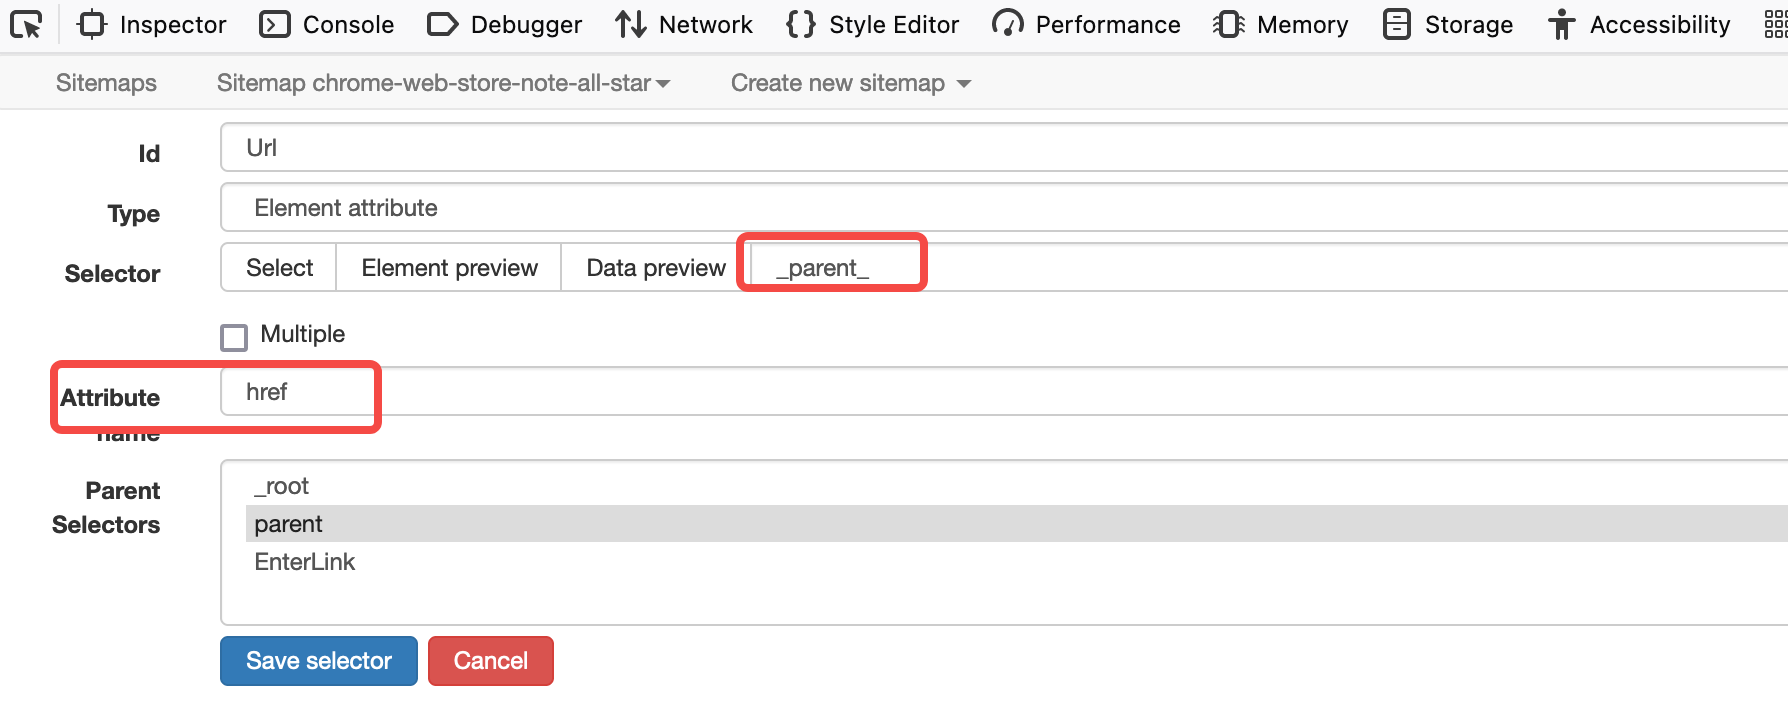 Inspector Console Debugger Network Style Editor Performance Memory Storage Accessibility
Sitemaps Sitemap chrome-web-store-note-all-star Create new sitemap
Id Url
Type Element attribute
Selector Select Element preview Data preview _parent_
Multiple
Attribute href
name
Parent Selectors
_root
parent
EnterLink
Save selector Cancel